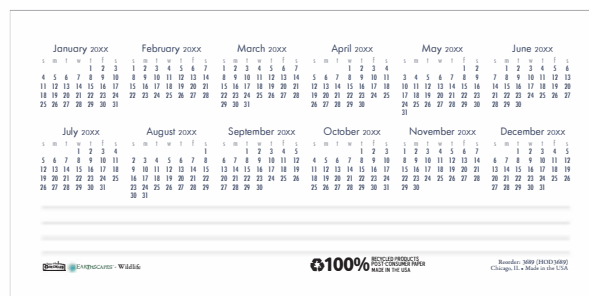 January 20XX February 20XX March 20XX April 20XX May 20XX June 20XX
s m t w t f s s m t w t f s s m t w t f s s m t w t f s s m t w t f s s m t w t f s
1 2 3 1 2 3 4 5 6 7 1 2 3 4 5 6 7 1 2 3 4 1 2 1 2 3 4 5 6
4 5 6 7 8 9 10 8 9 10 11 12 13 14 8 9 10 11 12 13 14 5 6 7 8 9 10 11 3 4 5 6 7 8 9 7 8 9 10 11 12 13
11 12 13 14 15 16 17 15 16 17 18 19 20 21 15 16 17 18 19 20 21 12 13 14 15 16 17 18 10 11 12 13 14 15 16 14 15 16 17 18 19 20
18 19 20 21 22 23 24 22 23 24 25 26 27 28 22 23 24 25 26 27 28 19 20 21 22 23 24 25 17 18 19 20 21 22 23 21 22 23 24 25 26 27
25 26 27 28 29 30 31 29 30 31 26 27 28 29 30 24 25 26 27 28 29 30 28 29 30
31
July 20XX August 20XX September 20XX October 20XX November 20XX December 20XX
s m t w t f s s m t w t f s s m t w t f s s m t w t f s s m t w t f s s m t w t f s
1 2 3 4 1 1 2 3 4 5 1 2 3 1 2 3 4 5 6 7 1 2 3 4 5
5 6 7 8 9 10 11 2 3 4 5 6 7 8 6 7 8 9 10 11 12 4 5 6 7 8 9 10 8 9 10 11 12 13 14 6 7 8 9 10 11 12
12 13 14 15 16 17 18 9 10 11 12 13 14 15 13 14 15 16 17 18 19 11 12 13 14 15 16 17 15 16 17 18 19 20 21 13 14 15 16 17 18 19
19 20 21 22 23 24 25 16 17 18 19 20 21 22 20 21 22 23 24 25 26 18 19 20 21 22 23 24 22 23 24 25 26 27 28 20 21 22 23 24 25 26
26 27 28 29 30 31 23 24 25 26 27 28 29 27 28 29 30 25 26 27 28 29 30 31 29 30 27 28 29 30 31
30 31
EARTHSCAPES™ - Wildlife
100% RECYCLED PRODUCTS
POST-CONSUMER PAPER
MADE IN THE USA
Reorder: 3689 (HOD3689)
Chicago, IL • Made in the USA